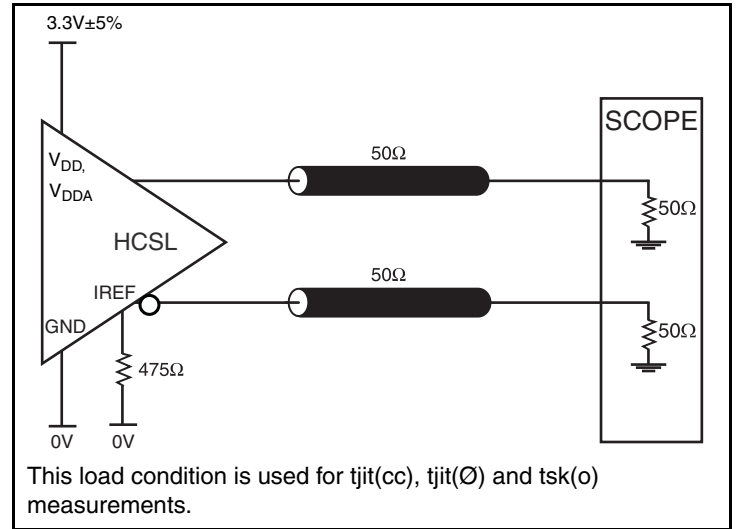 3.3V±5%
SCOPE
V_DD,
V_DDA
50Ω
50Ω
HCSL
IREF
50Ω
50Ω
GND
475Ω
0V
0V
This load condition is used for tjit(cc), tjit(Ø) and tsk(o)
measurements.